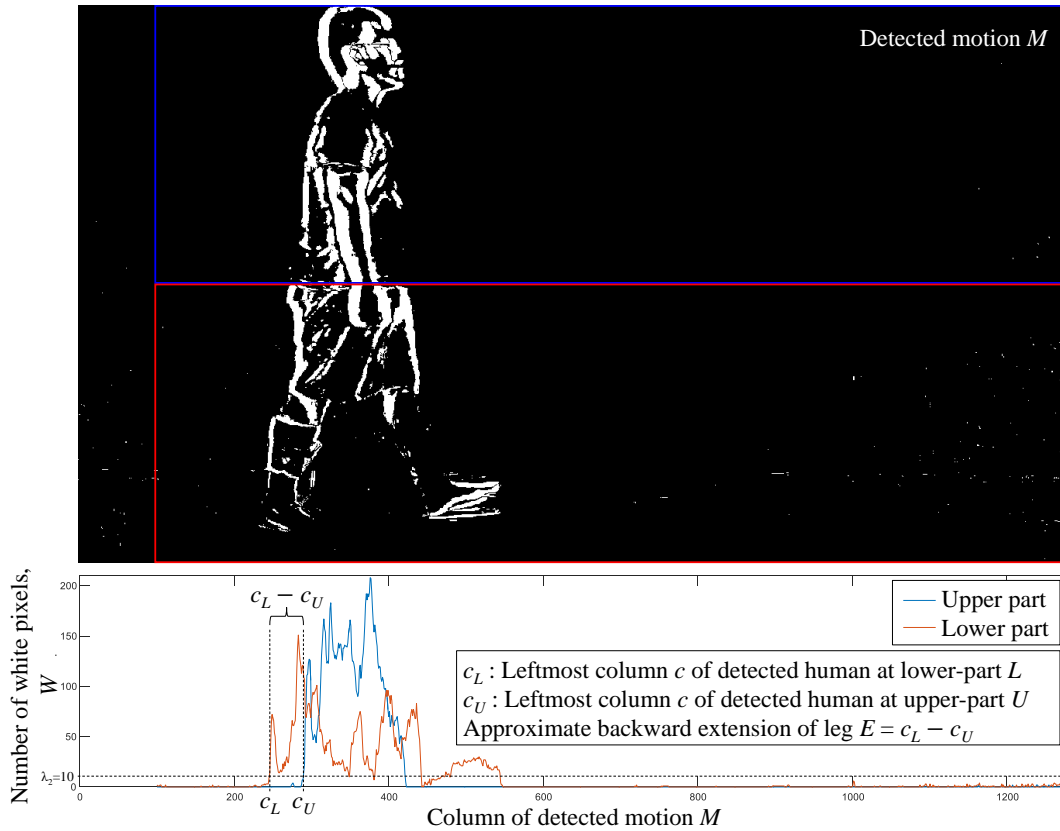 Detected motion M
Number of white pixels,
W
200
150
100
50
λ₂=10
0
c_L − c_U
Upper part
Lower part
c_L : Leftmost column c of detected human at lower-part L
c_U : Leftmost column c of detected human at upper-part U
Approximate backward extension of leg E = c_L − c_U
0 200 400 600 800 1000 1200
c_L c_U
Column of detected motion M